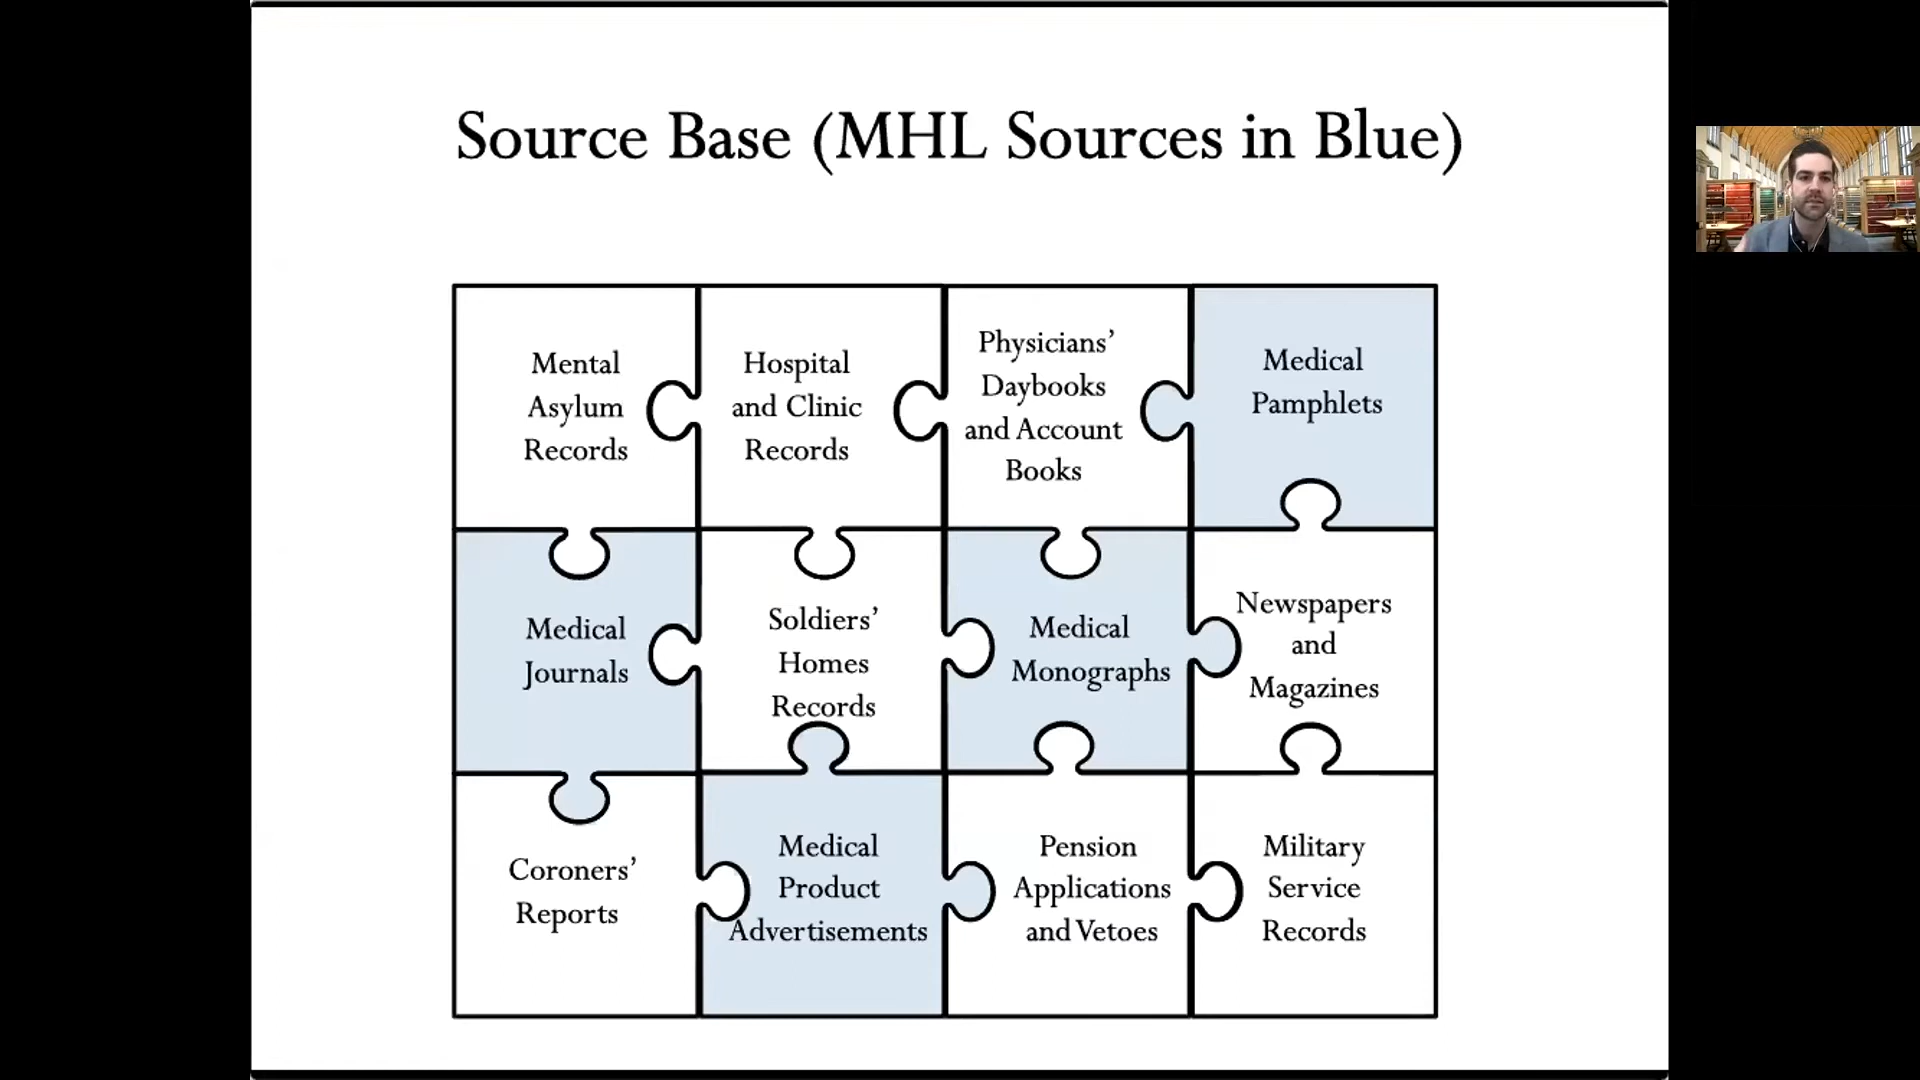 Source Base (MHL Sources in Blue)
Mental
Asylum
Records
Hospital
and Clinic
Records
Physicians’
Daybooks
and Account
Books
Medical
Pamphlets
Medical
Journals
Soldiers’
Homes
Records
Medical
Monographs
Newspapers
and
Magazines
Coroners’
Reports
Medical
Product
Advertisements
Pension
Applications
and Vetoes
Military
Service
Records